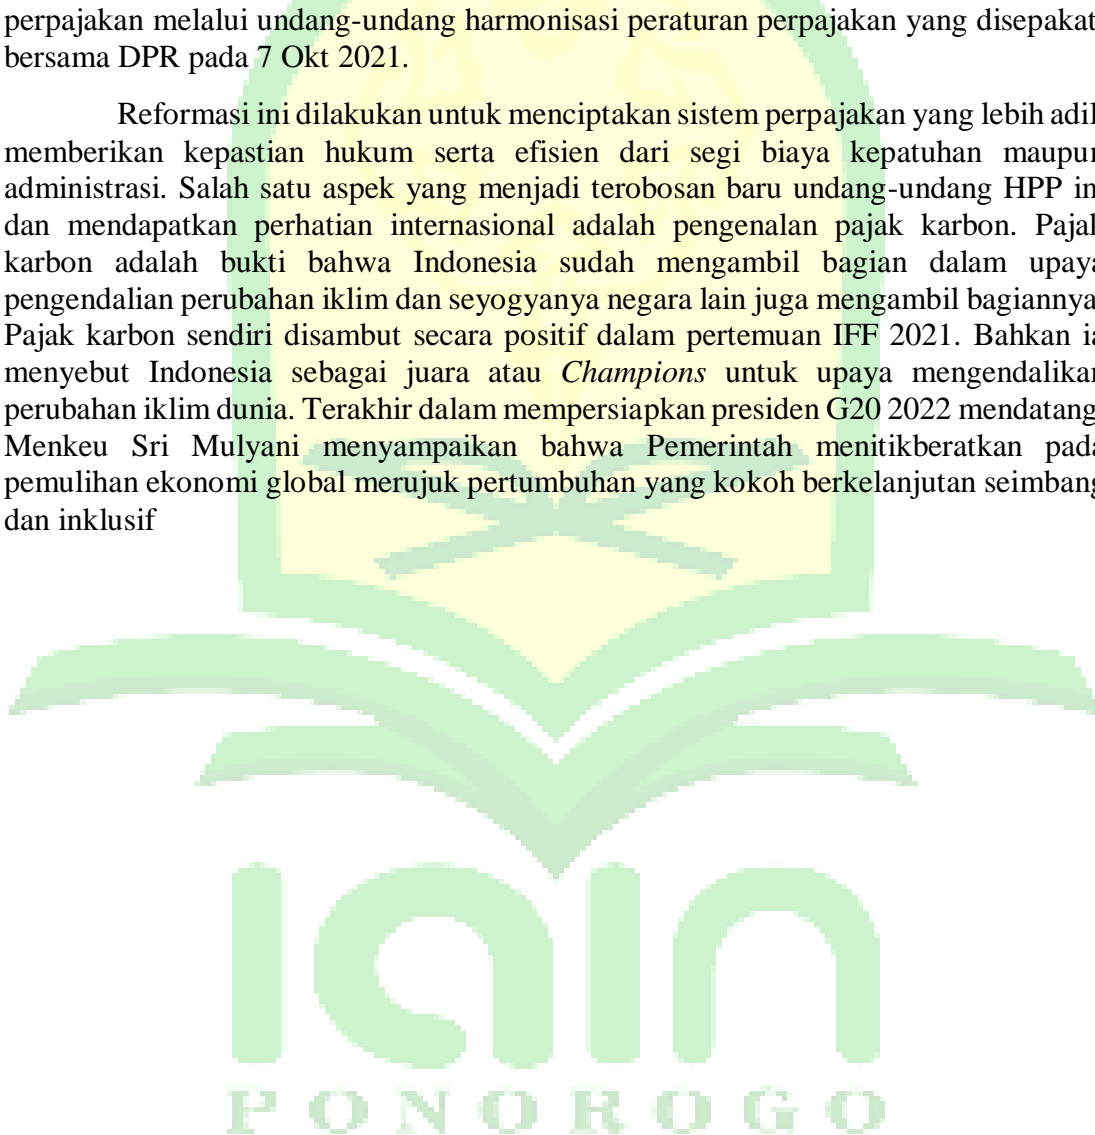 perpajakan melalui undang-undang harmonisasi peraturan perpajakan yang disepakat
bersama DPR pada 7 Okt 2021.
Reformasi ini dilakukan untuk menciptakan sistem perpajakan yang lebih adil
memberikan kepastian hukum serta efisien dari segi biaya kepatuhan maupun
administrasi. Salah satu aspek yang menjadi terobosan baru undang-undang HPP in
dan mendapatkan perhatian internasional adalah pengenalan pajak karbon. Pajak
karbon adalah bukti bahwa Indonesia sudah mengambil bagian dalam upaya
pengendalian perubahan iklim dan seyogyanya negara lain juga mengambil bagiannya
Pajak karbon sendiri disambut secara positif dalam pertemuan IFF 2021. Bahkan ia
menyebut Indonesia sebagai juara atau Champions untuk upaya mengendalikan
perubahan iklim dunia. Terakhir dalam mempersiapkan presiden G20 2022 mendatang
Menkeu Sri Mulyani menyampaikan bahwa Pemerintah menitikberatkan pada
pemulihan ekonomi global merujuk pertumbuhan yang kokoh berkelanjutan seimbang
dan inklusif
iain
PONOROGO